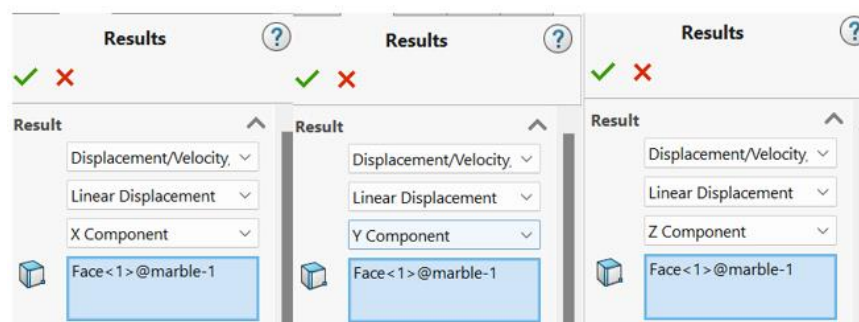 Results
?
Result
Displacement/Velocity,
Linear Displacement
X Component
Face<1>@marble-1
Results
?
Result
Displacement/Velocity,
Linear Displacement
Y Component
Face<1>@marble-1
Results
?
Result
Displacement/Velocity,
Linear Displacement
Z Component
Face<1>@marble-1